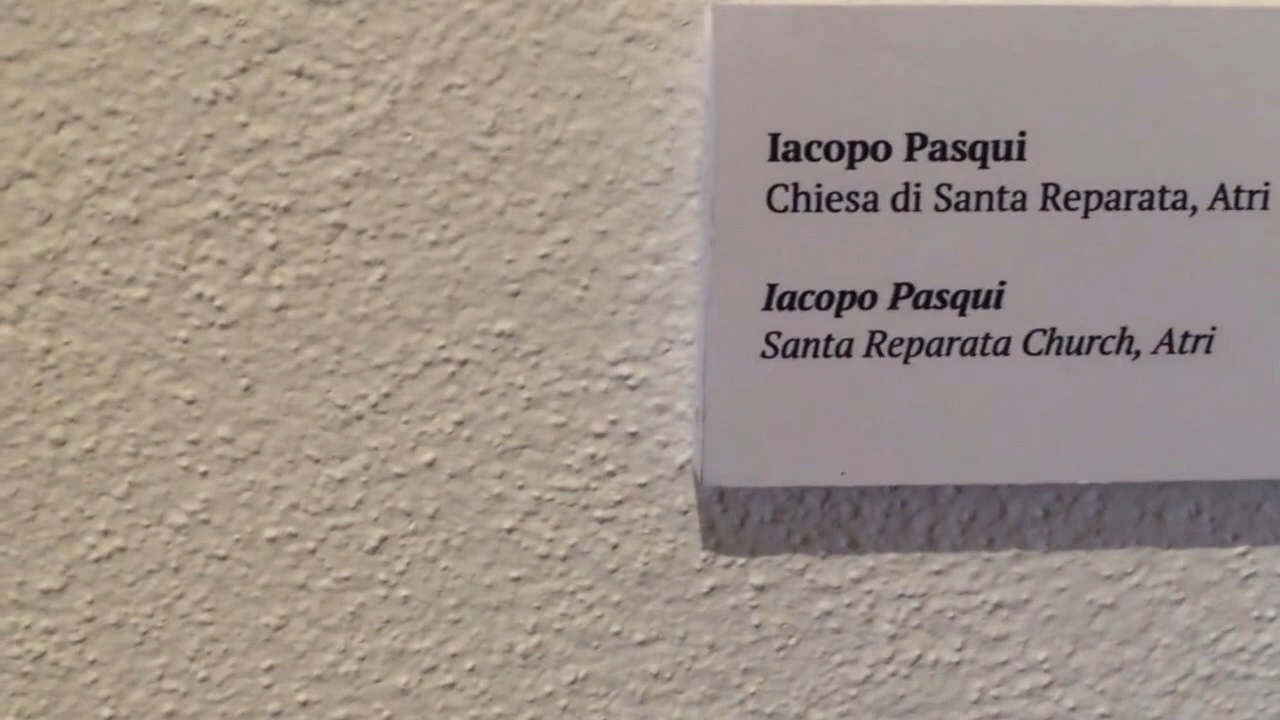 Iacopo Pasqui
Chiesa di Santa Reparata, Atri
Iacopo Pasqui
Santa Reparata Church, Atri